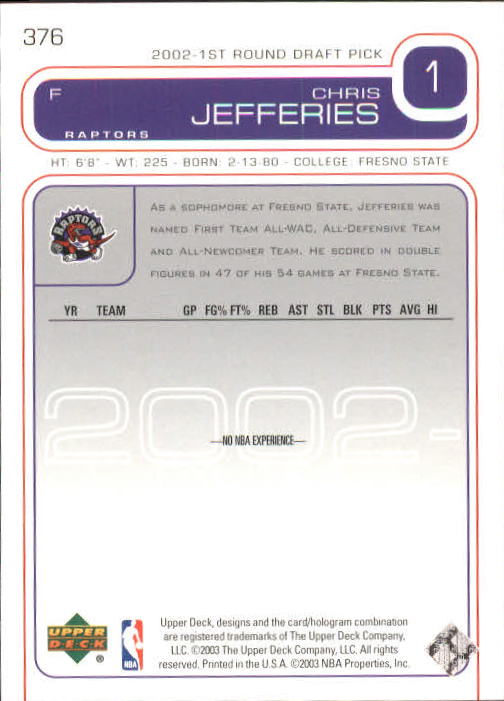 376
2002-1ST ROUND DRAFT PICK
1
F
CHRIS
JEFFERIES
RAPTORS
HT: 6'8" - WT: 225 - BORN: 2-13-80 - COLLEGE: FRESNO STATE
RAPTORS
AS A SOPHOMORE AT FRESNO STATE, JEFFERIES WAS
NAMED FIRST TEAM ALL-WAC, ALL-DEFENSIVE TEAM
AND ALL-NEWCOMER TEAM. HE SCORED IN DOUBLE
FIGURES IN 47 OF HIS 54 GAMES AT FRESNO STATE.
YR TEAM GP FG% FT% REB AST STL BLK PTS AVG HI
2002-
—NO NBA EXPERIENCE—
UPPER
DECK
®
NBA
Upper Deck, designs and the card/hologram combination
are registered trademarks of The Upper Deck Company,
LLC. ©2003 The Upper Deck Company, LLC. All rights
reserved. Printed in the U.S.A. ©2003 NBA Properties, Inc.